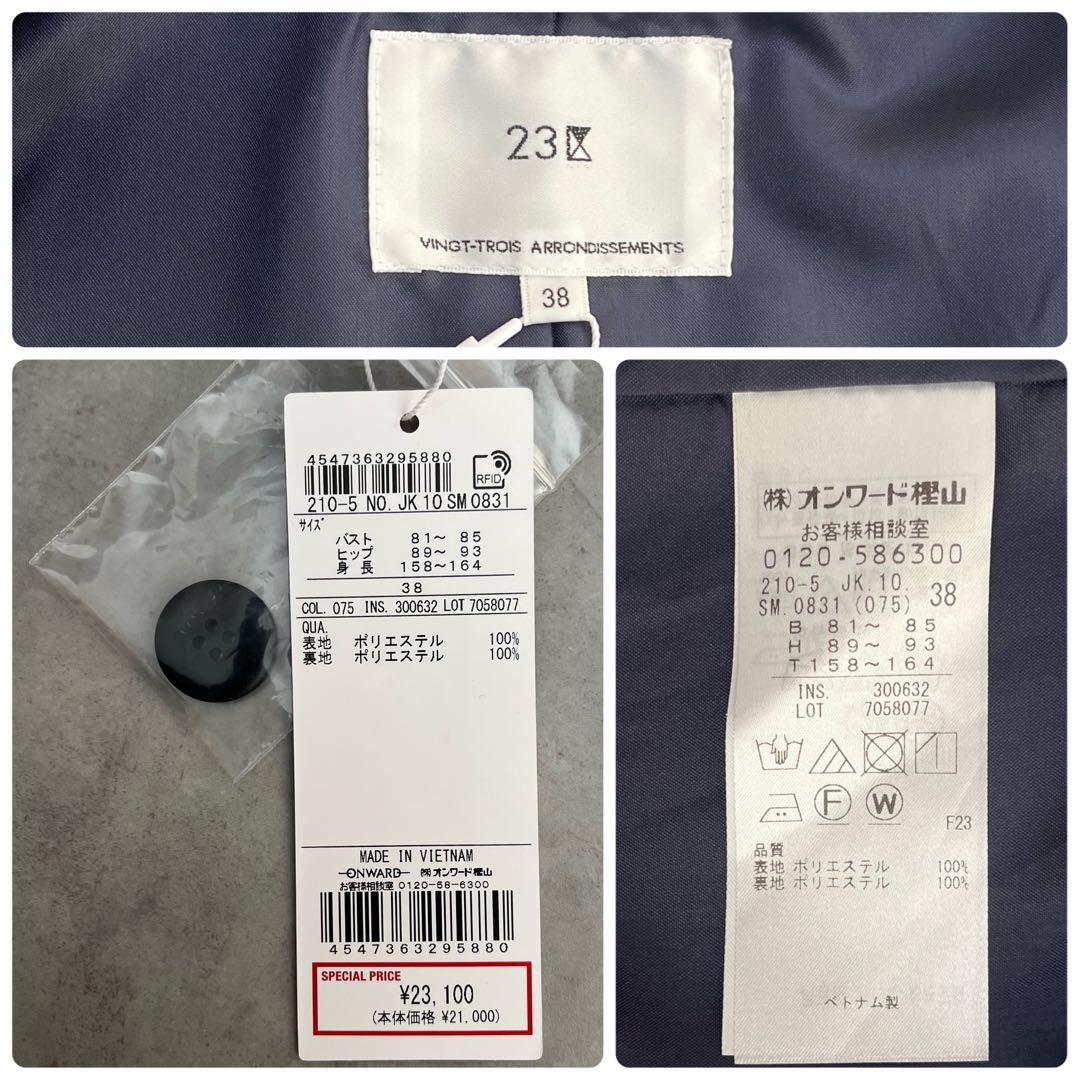 23区
VINGT-TROIS ARRONDISSEMENTS
38
4547363295880
RFID
210-5 NO. JK 10 SM 0831
サイズ
バスト 81～ 85
ヒップ 89～ 93
身長 158～164
38
COL. 075 INS. 300632 LOT 7058077
QUA.
表地 ポリエステル 100%
裏地 ポリエステル 100%
MADE IN VIETNAM
ONWARD ㈱オンワード樫山
お客様相談室 0120-58-6300
4547363295880
SPECIAL PRICE
¥23,100
(本体価格 ¥21,000)
㈱オンワード樫山
お客様相談室
0120-586300
210-5 JK.10.
SM.0831 (075) 38
B 81～ 85
H 89～ 93
T 158～164
INS. 300632
LOT 7058077
F W
F23
品質
表地 ポリエステル 100%
裏地 ポリエステル 100%
ベトナム製